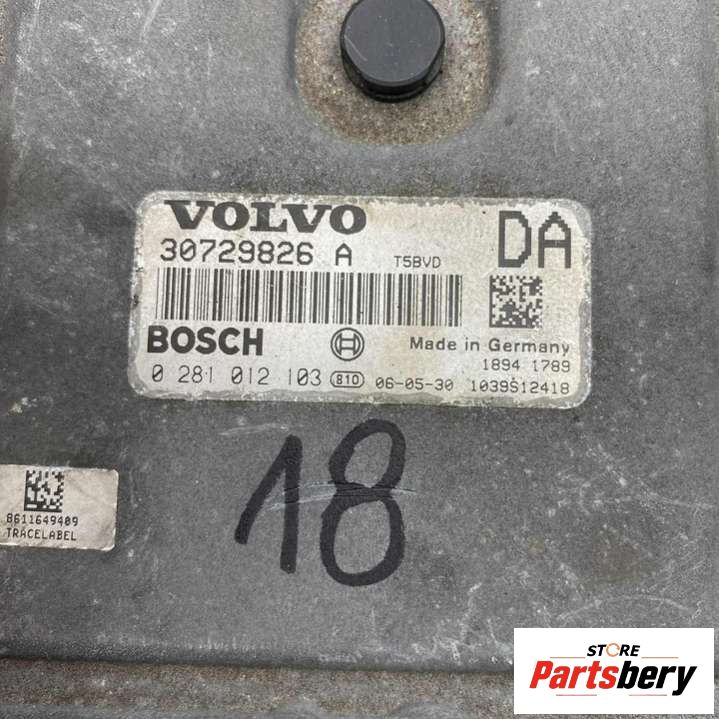 VOLVO
DA
30729826 A T5BVD
BOSCH
Made in Germany
1894 1789
0 281 012 103 810 06-05-30 1039S12418
18
8611649409
TRACELABEL
STORE
Partsbery